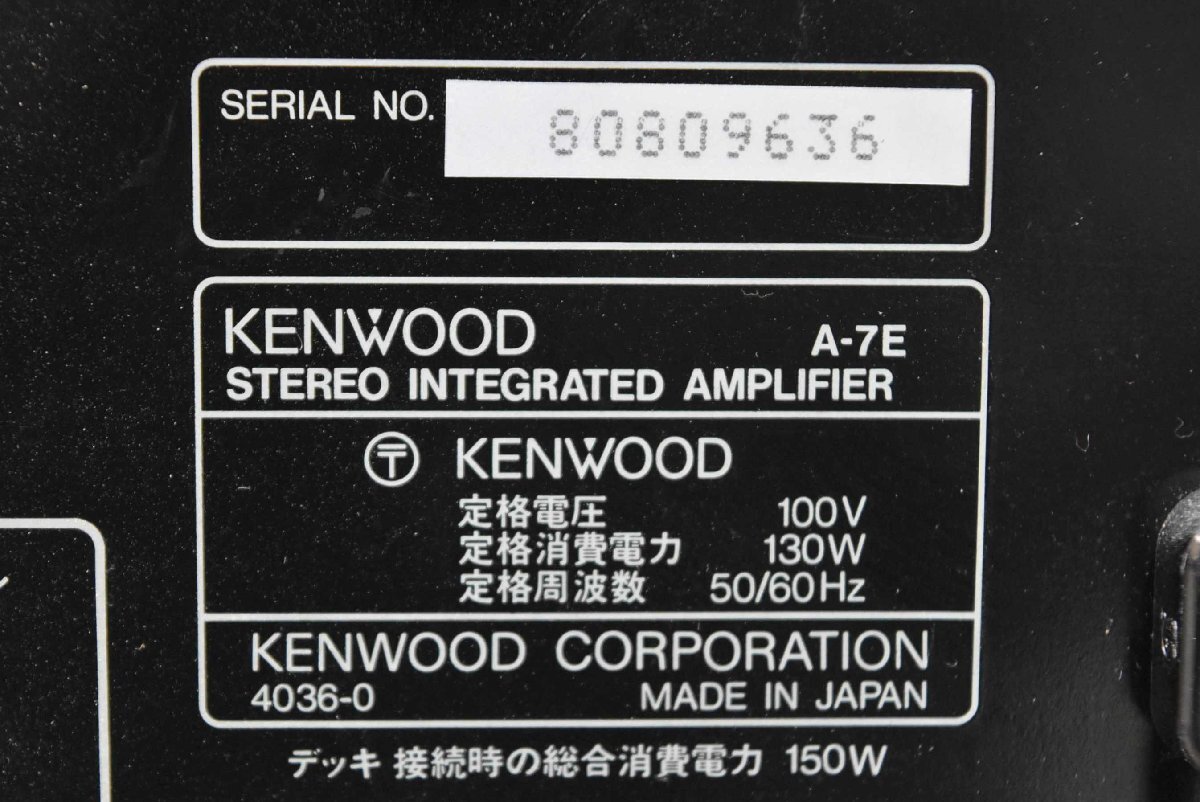 SERIAL NO. 80809636
KENWOOD A-7E
STEREO INTEGRATED AMPLIFIER
〶 KENWOOD
定格電圧 100V
定格消費電力 130W
定格周波数 50/60Hz
KENWOOD CORPORATION
4036-0 MADE IN JAPAN
デッキ 接続時の総合消費電力 150W